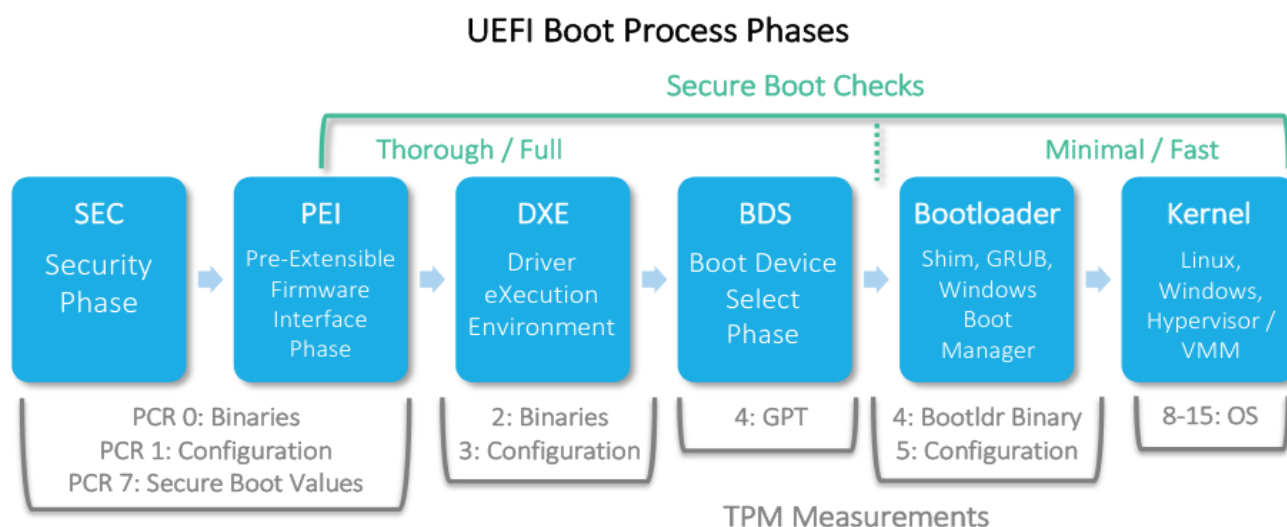 UEFI Boot Process Phases
Secure Boot Checks
Thorough / Full
Minimal / Fast
SEC
Security
Phase
PEI
Pre-Extensible
Firmware
Interface
Phase
DXE
Driver
eXecution
Environment
BDS
Boot Device
Select
Phase
Bootloader
Shim, GRUB,
Windows
Boot
Manager
Kernel
Linux,
Windows,
Hypervisor /
VMM
PCR 0: Binaries
PCR 1: Configuration
PCR 7: Secure Boot Values
2: Binaries
3: Configuration
4: GPT
4: Bootldr Binary
5: Configuration
8-15: OS
TPM Measurements